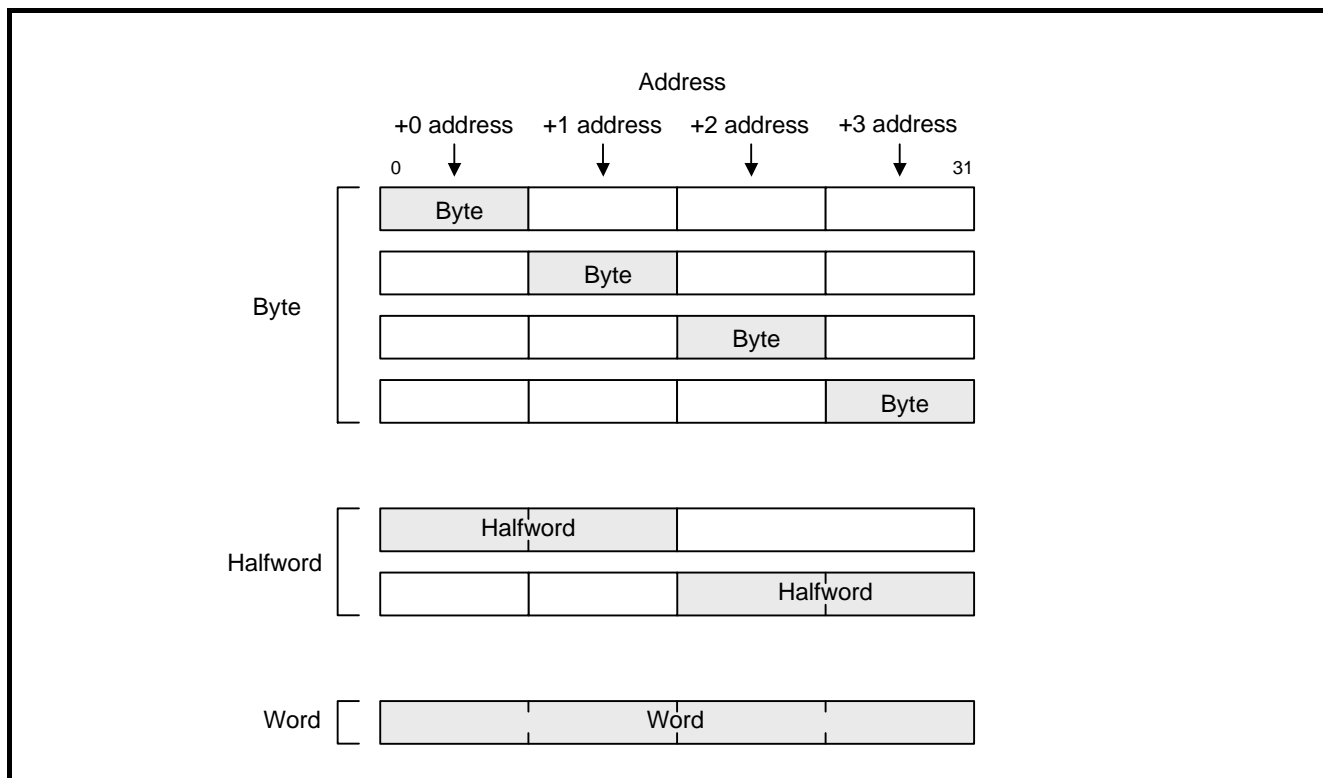 Address
+0 address +1 address +2 address +3 address
0 31
Byte
Byte
Byte
Byte
Byte
Halfword
Halfword
Halfword
Word Word